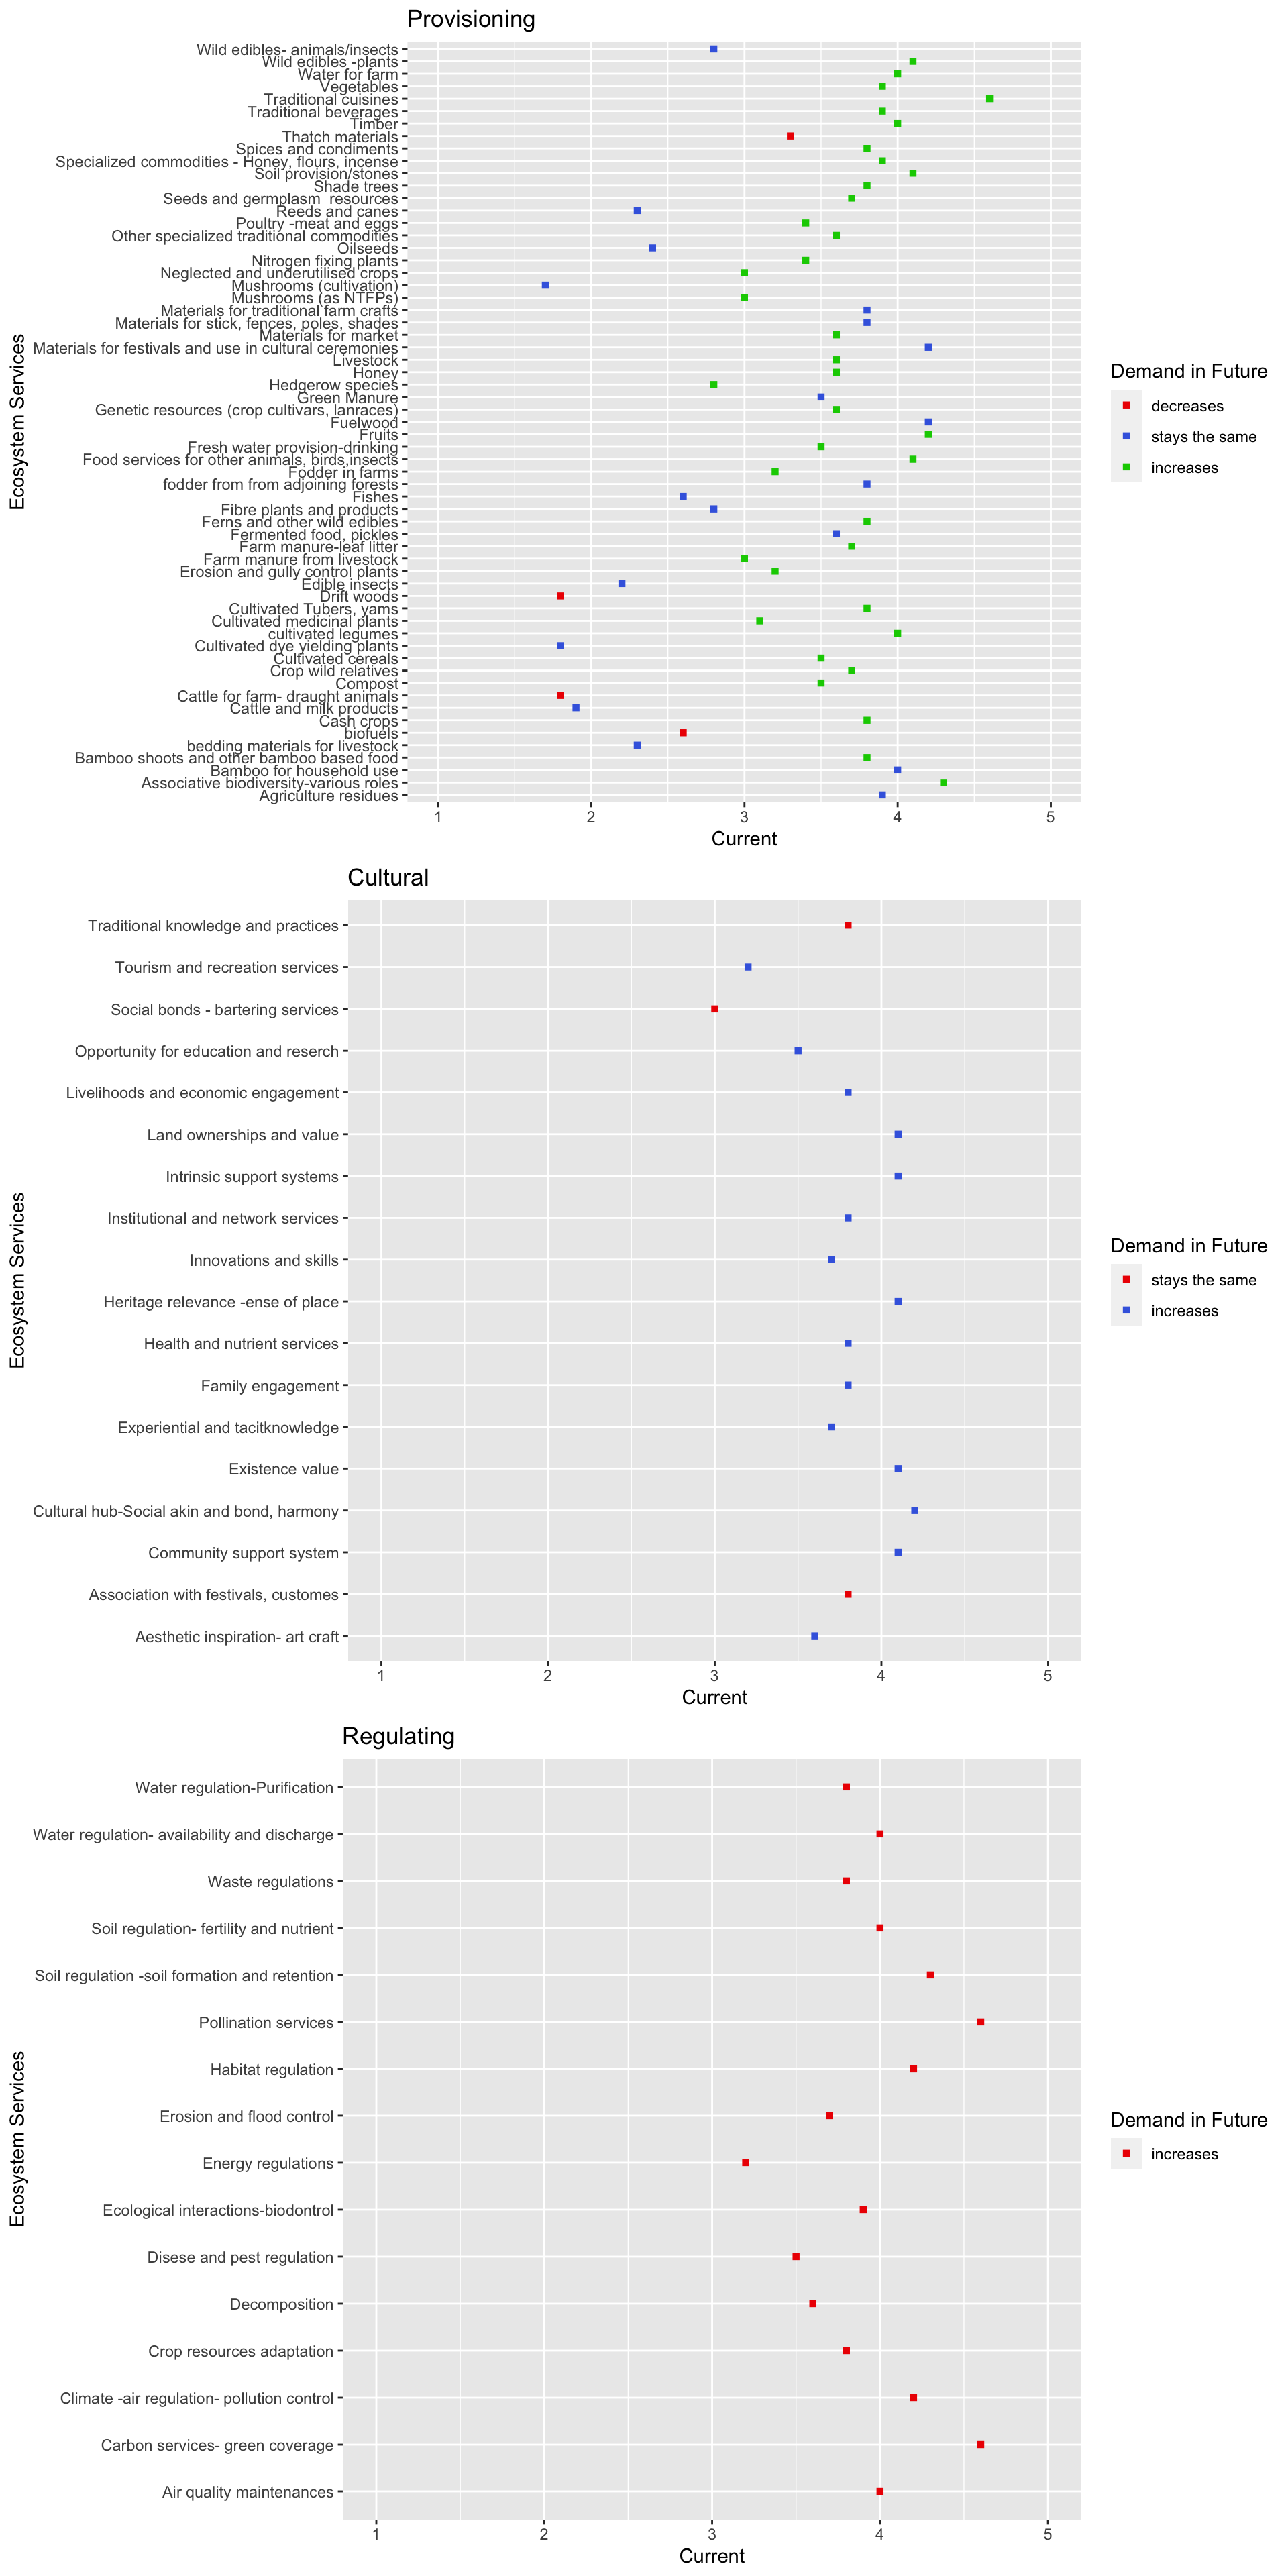 Provisioning
Ecosystem Services
Wild edibles- animals/insects
Wild edibles -plants
Water for farm
Vegetables
Traditional cuisines
Traditional beverages
Timber
Thatch materials
Spices and condiments
Specialized commodities - Honey, flours, incense
Soil provision/stones
Shade trees
Seeds and germplasm  resources
Reeds and canes
Poultry -meat and eggs
Other specialized traditional commodities
Oilseeds
Nitrogen fixing plants
Neglected and underutilised crops
Mushrooms (cultivation)
Mushrooms (as NTFPs)
Materials for traditional farm crafts
Materials for stick, fences, poles, shades
Materials for market
Materials for festivals and use in cultural ceremonies
Livestock
Honey
Hedgerow species
Green Manure
Genetic resources (crop cultivars, lanraces)
Fuelwood
Fruits
Fresh water provision-drinking
Food services for other animals, birds,insects
Fodder in farms
fodder from from adjoining forests
Fishes
Fibre plants and products
Ferns and other wild edibles
Fermented food, pickles
Farm manure-leaf litter
Farm manure from livestock
Erosion and gully control plants
Edible insects
Drift woods
Cultivated Tubers, yams
Cultivated medicinal plants
cultivated legumes
Cultivated dye yielding plants
Cultivated cereals
Crop wild relatives
Compost
Cattle for farm- draught animals
Cattle and milk products
Cash crops
biofuels
bedding materials for livestock
Bamboo shoots and other bamboo based food
Bamboo for household use
Associative biodiversity-various roles
Agriculture residues
1 2 3 4 5
Current
Demand in Future
decreases
stays the same
increases
Cultural
Ecosystem Services
Traditional knowledge and practices
Tourism and recreation services
Social bonds - bartering services
Opportunity for education and reserch
Livelihoods and economic engagement
Land ownerships and value
Intrinsic support systems
Institutional and network services
Innovations and skills
Heritage relevance -ense of place
Health and nutrient services
Family engagement
Experiential and tacitknowledge
Existence value
Cultural hub-Social akin and bond, harmony
Community support system
Association with festivals, customes
Aesthetic inspiration- art craft
1 2 3 4 5
Current
Demand in Future
stays the same
increases
Regulating
Ecosystem Services
Water regulation-Purification
Water regulation- availability and discharge
Waste regulations
Soil regulation- fertility and nutrient
Soil regulation -soil formation and retention
Pollination services
Habitat regulation
Erosion and flood control
Energy regulations
Ecological interactions-biodontrol
Disese and pest regulation
Decomposition
Crop resources adaptation
Climate -air regulation- pollution control
Carbon services- green coverage
Air quality maintenances
1 2 3 4 5
Current
Demand in Future
increases